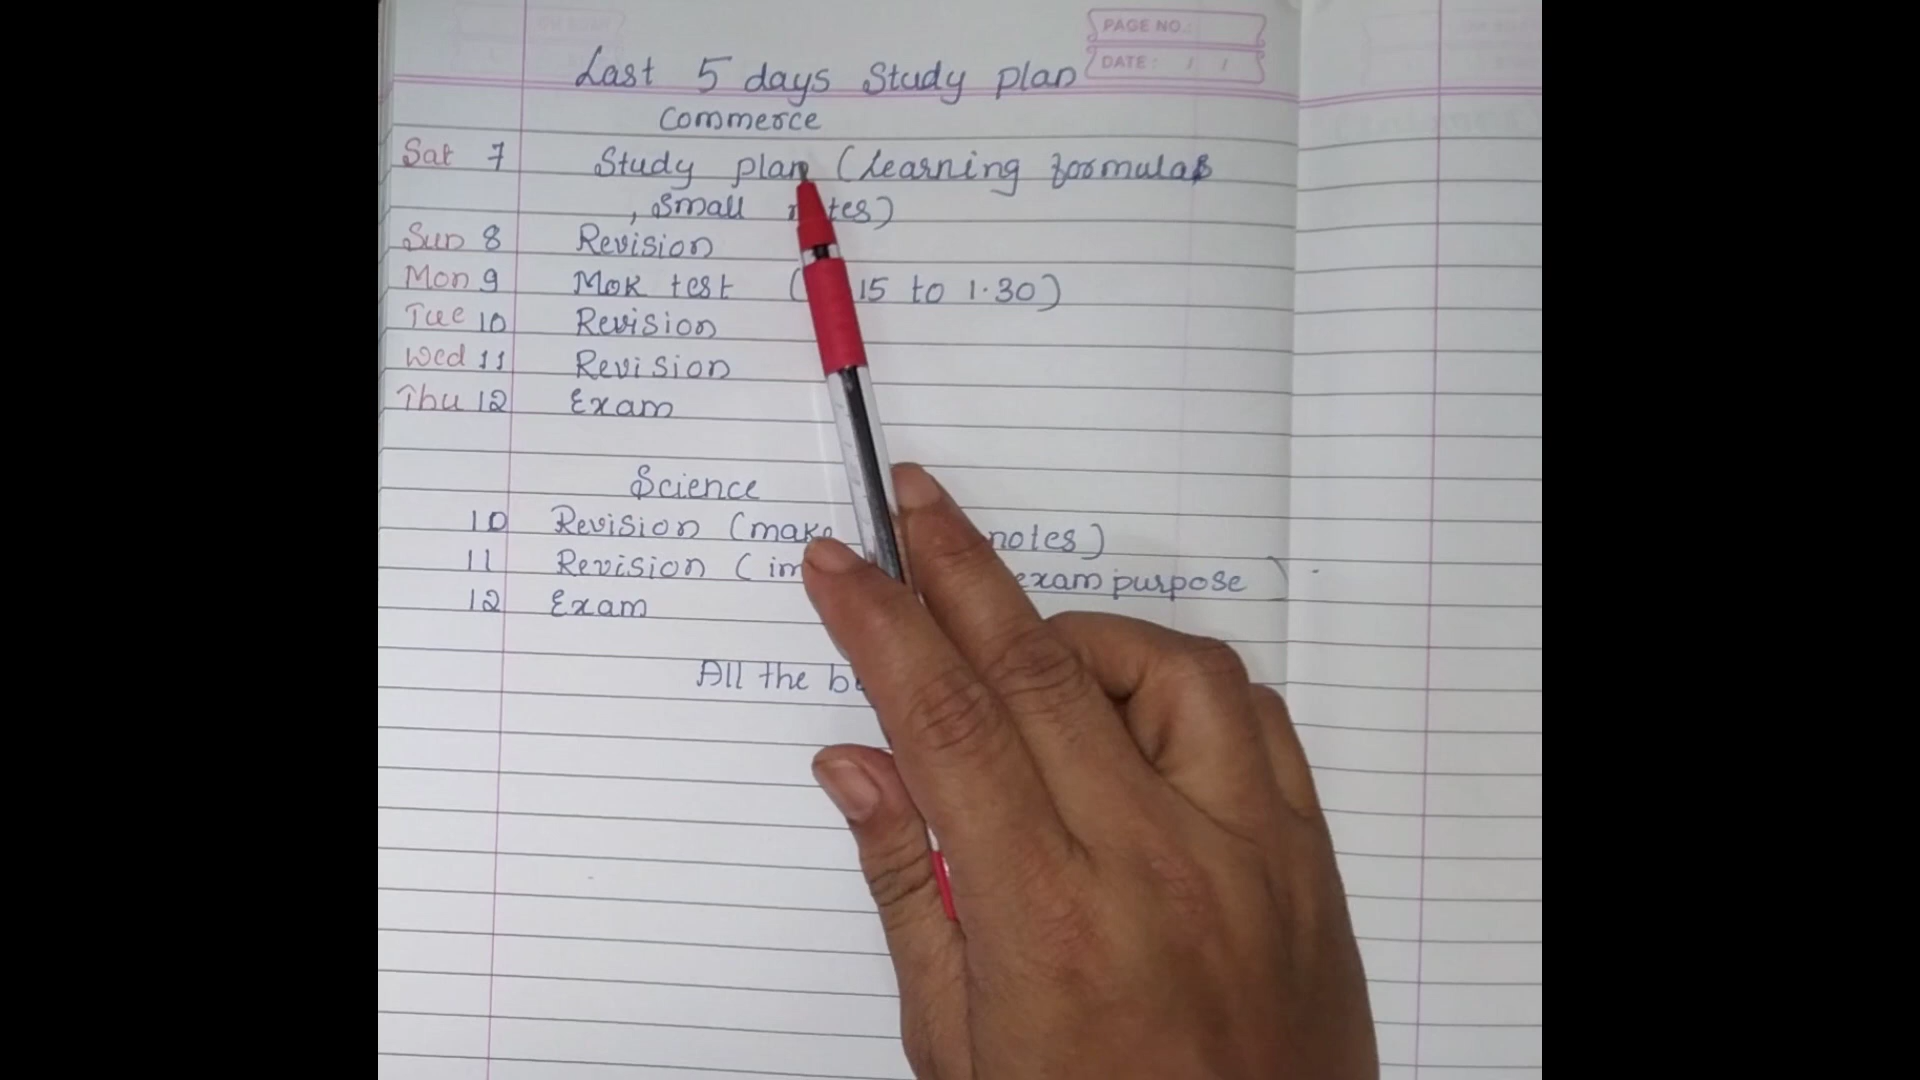 PAGE NO.:
DATE: / /
Last 5 days Study plan
Commerce
Sat 7 Study plan (learning formulas
, small notes)
Sun 8 Revision
Mon 9 Mok test ( 15 to 1.30)
Tue 10 Revision
Wed 11 Revision
Thu 12 Exam
Science
10 Revision (make notes)
11 Revision ( exam purpose)
12 Exam
All the